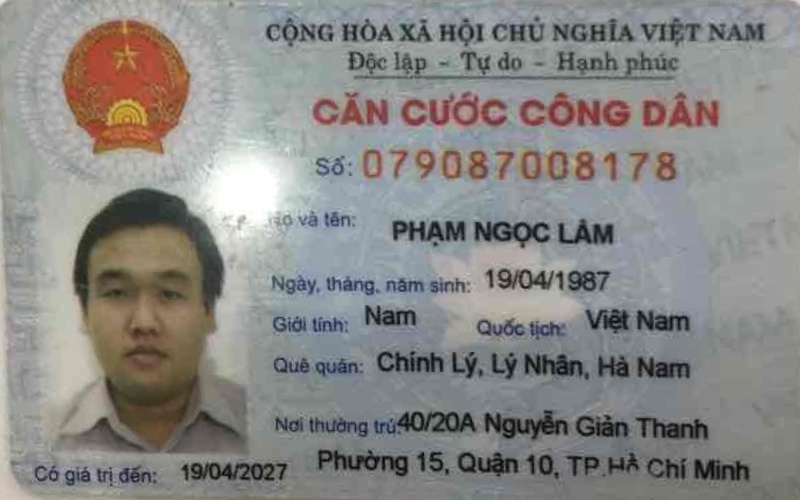 CỘNG HÒA XÃ HỘI CHỦ NGHĨA VIỆT NAM
Độc lập - Tự do - Hạnh phúc
CĂN CƯỚC CÔNG DÂN
Số: 079087008178
và tên: PHẠM NGỌC LÂM
Ngày, tháng, năm sinh: 19/04/1987
Giới tính: Nam Quốc tịch: Việt Nam
Quê quán: Chính Lý, Lý Nhân, Hà Nam
Nơi thường trú: 40/20A Nguyễn Giản Thanh
Phường 15, Quận 10, TP.Hồ Chí Minh
Có giá trị đến: 19/04/2027